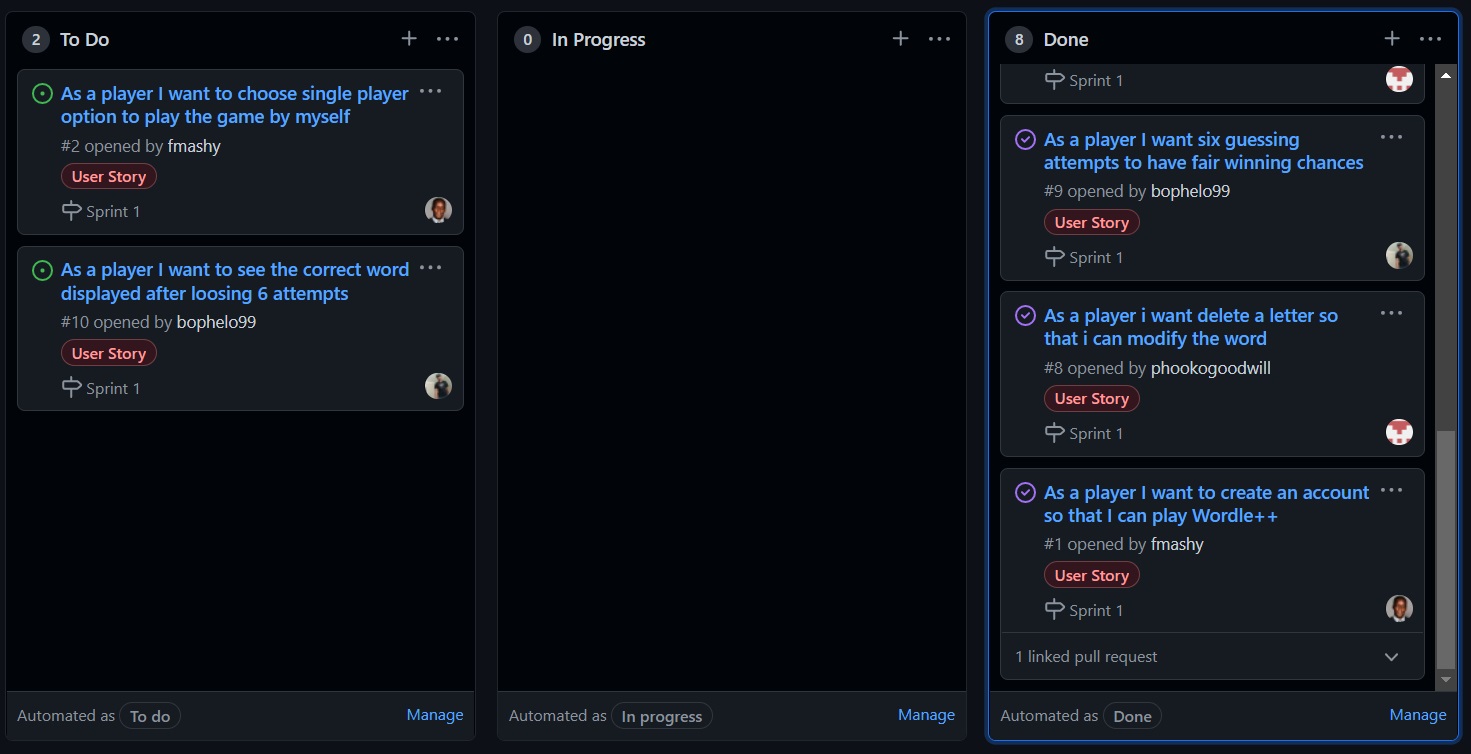 2 To Do
As a player I want to choose single player
option to play the game by myself
#2 opened by fmashy
User Story
Sprint 1
As a player I want to see the correct word
displayed after loosing 6 attempts
#10 opened by bophelo99
User Story
Sprint 1
Automated as To do Manage
0 In Progress
Automated as In progress Manage
8 Done
Sprint 1
As a player I want six guessing
attempts to have fair winning chances
#9 opened by bophelo99
User Story
Sprint 1
As a player i want delete a letter so
that i can modify the word
#8 opened by phookogoodwill
User Story
Sprint 1
As a player I want to create an account
so that I can play Wordle++
#1 opened by fmashy
User Story
Sprint 1
1 linked pull request
Automated as Done Manage